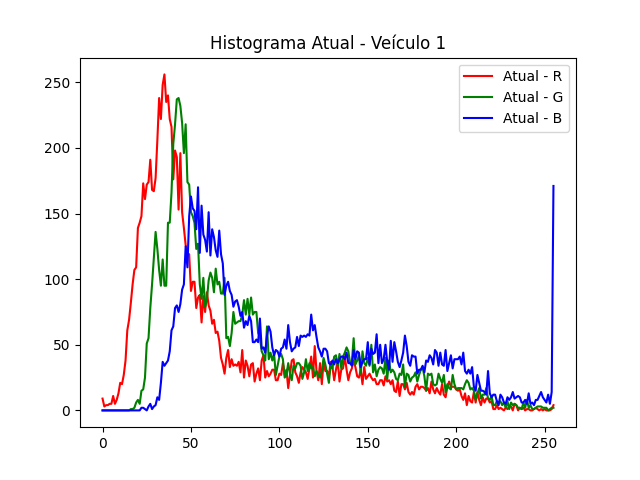 Histograma Atual - Veículo 1
Atual - R
Atual - G
Atual - B
250
200
150
100
50
0
0 50 100 150 200 250